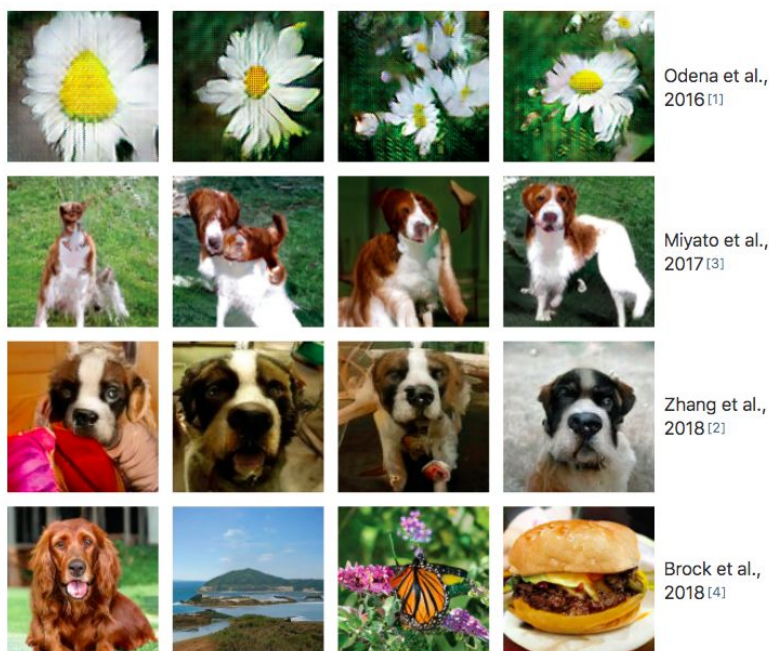 Odena et al.,
2016 [1]
Miyato et al.,
2017 [3]
Zhang et al.,
2018 [2]
Brock et al.,
2018 [4]